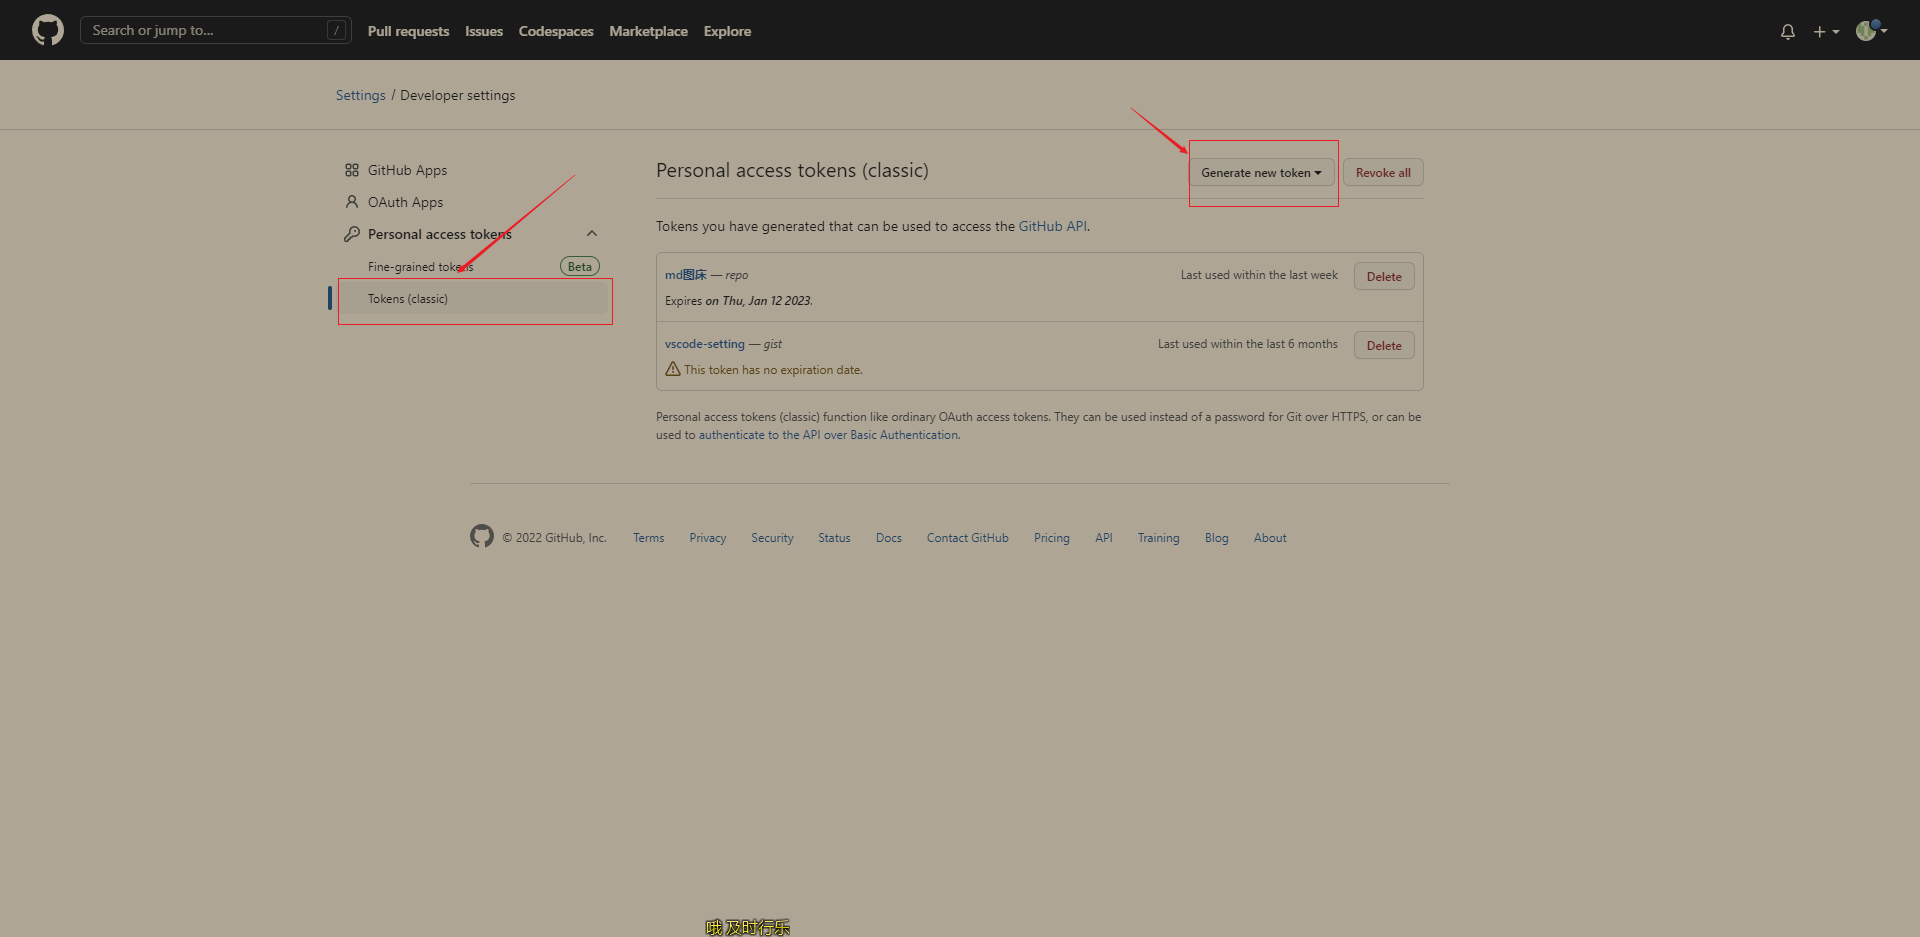 Search or jump to... /
Pull requests Issues Codespaces Marketplace Explore
Settings / Developer settings
GitHub Apps
OAuth Apps
Personal access tokens
Fine-grained tokens Beta
Tokens (classic)
Personal access tokens (classic)
Generate new token Revoke all
Tokens you have generated that can be used to access the GitHub API.
md图床 — repo Last used within the last week Delete
Expires on Thu, Jan 12 2023.
vscode-setting — gist Last used within the last 6 months Delete
This token has no expiration date.
Personal access tokens (classic) function like ordinary OAuth access tokens. They can be used instead of a password for Git over HTTPS, or can be
used to authenticate to the API over Basic Authentication.
© 2022 GitHub, Inc. Terms Privacy Security Status Docs Contact GitHub Pricing API Training Blog About
哦 及时行乐